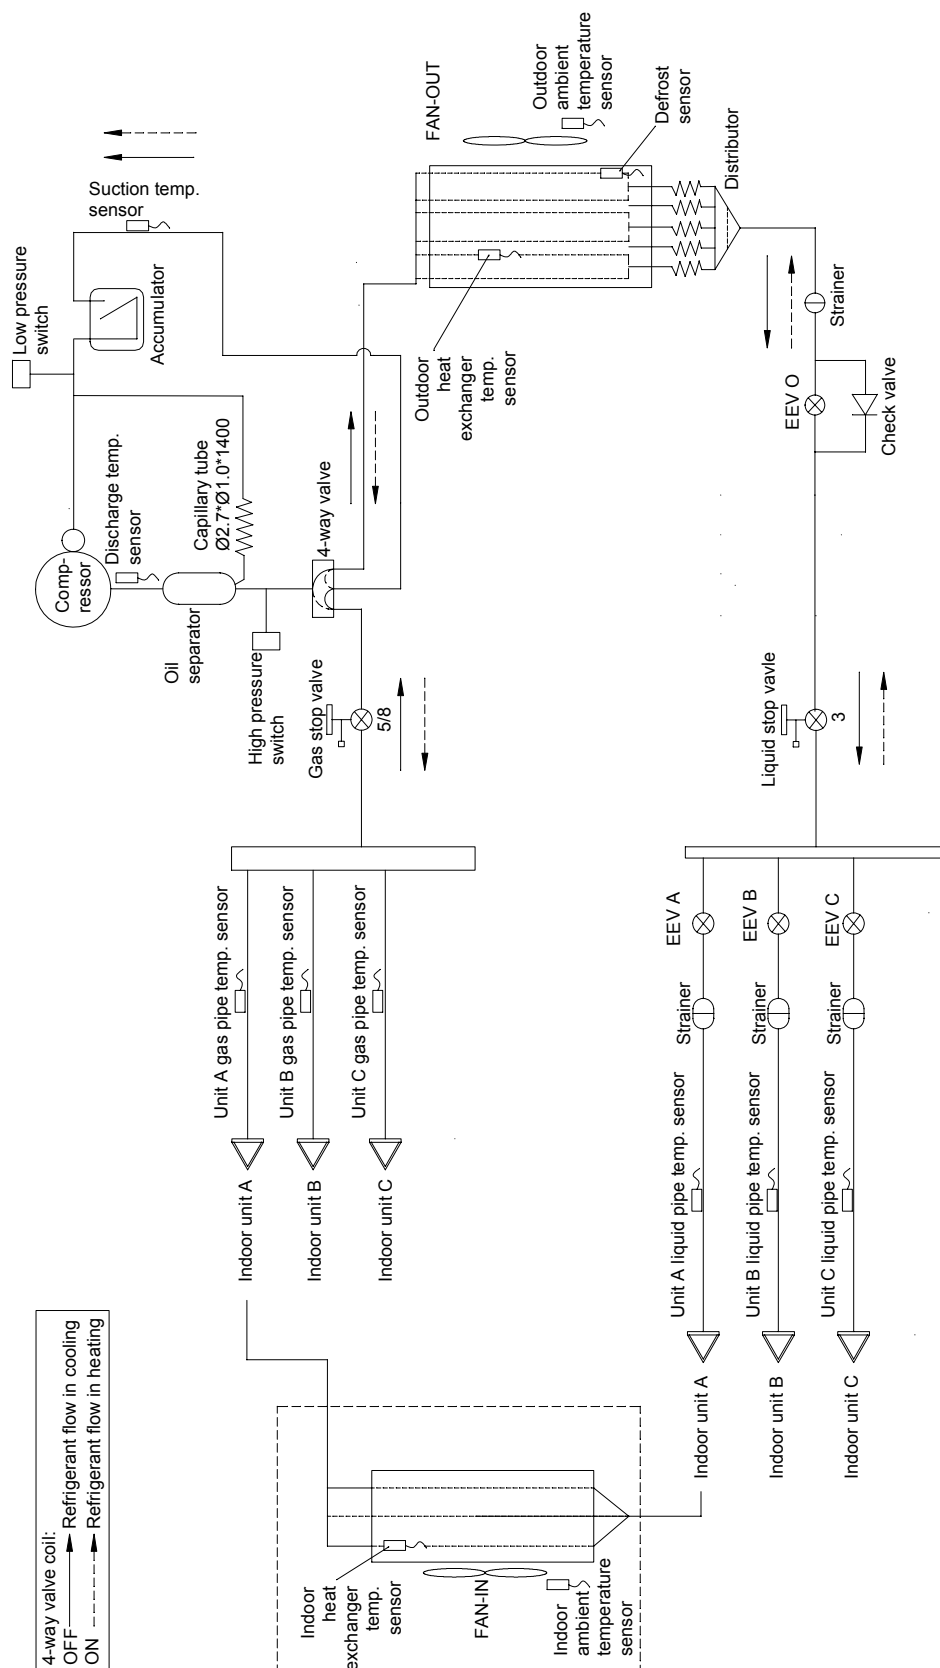 4-way valve coil:
OFF Refrigerant flow in cooling
ON Refrigerant flow in heating
Low pressure
switch
Accumulator
Suction temp.
sensor
Comp-
ressor
Discharge temp.
sensor
Oil
separator
Capillary tube
Ø2.7*Ø1.0*1400
High pressure
switch
4-way valve
Gas stop valve
5/8
FAN-OUT
Outdoor
ambient
temperature
sensor
Defrost
sensor
Outdoor
heat
exchanger
temp.
sensor
Distributor
Strainer
EEV O
Check valve
Liquid stop vavle
3
Unit A gas pipe temp. sensor
Unit B gas pipe temp. sensor
Unit C gas pipe temp. sensor
Indoor unit A
Indoor unit B
Indoor unit C
EEV A
EEV B
EEV C
Strainer
Strainer
Strainer
Unit A liquid pipe temp. sensor
Unit B liquid pipe temp. sensor
Unit C liquid pipe temp. sensor
Indoor unit A
Indoor unit B
Indoor unit C
Indoor
heat
exchanger
temp.
sensor
FAN-IN
Indoor
ambient
temperature
sensor